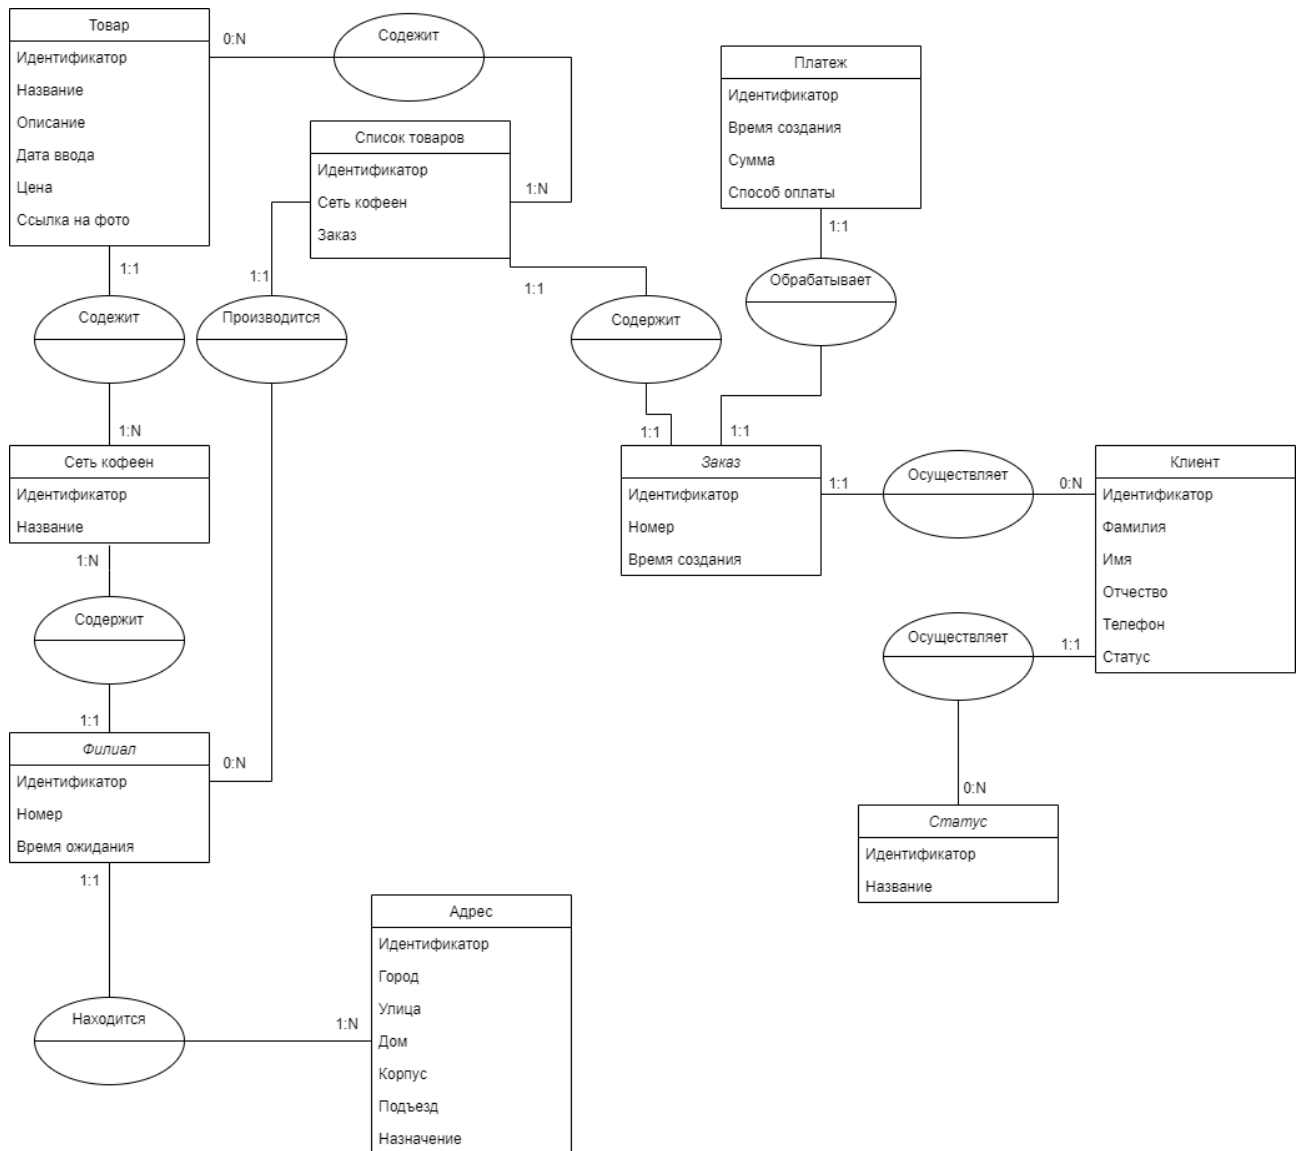 Товар
Идентификатор
Название
Описание
Дата ввода
Цена
Ссылка на фото
0:N
Содежит
1:N
Список товаров
Идентификатор
Сеть кофеен
Заказ
Платеж
Идентификатор
Время создания
Сумма
Способ оплаты
1:1
Содежит
1:N
1:1
Производится
1:1
Содержит
1:1
1:1
Обрабатывает
1:1
Сеть кофеен
Идентификатор
Название
1:N
Содержит
1:1
Заказ
Идентификатор
Номер
Время создания
1:1
Осуществляет
0:N
Клиент
Идентификатор
Фамилия
Имя
Отчество
Телефон
Статус
Осуществляет
1:1
0:N
Филиал
Идентификатор
Номер
Время ожидания
0:N
1:1
Статус
Идентификатор
Название
Находится
1:N
Адрес
Идентификатор
Город
Улица
Дом
Корпус
Подъезд
Назначение